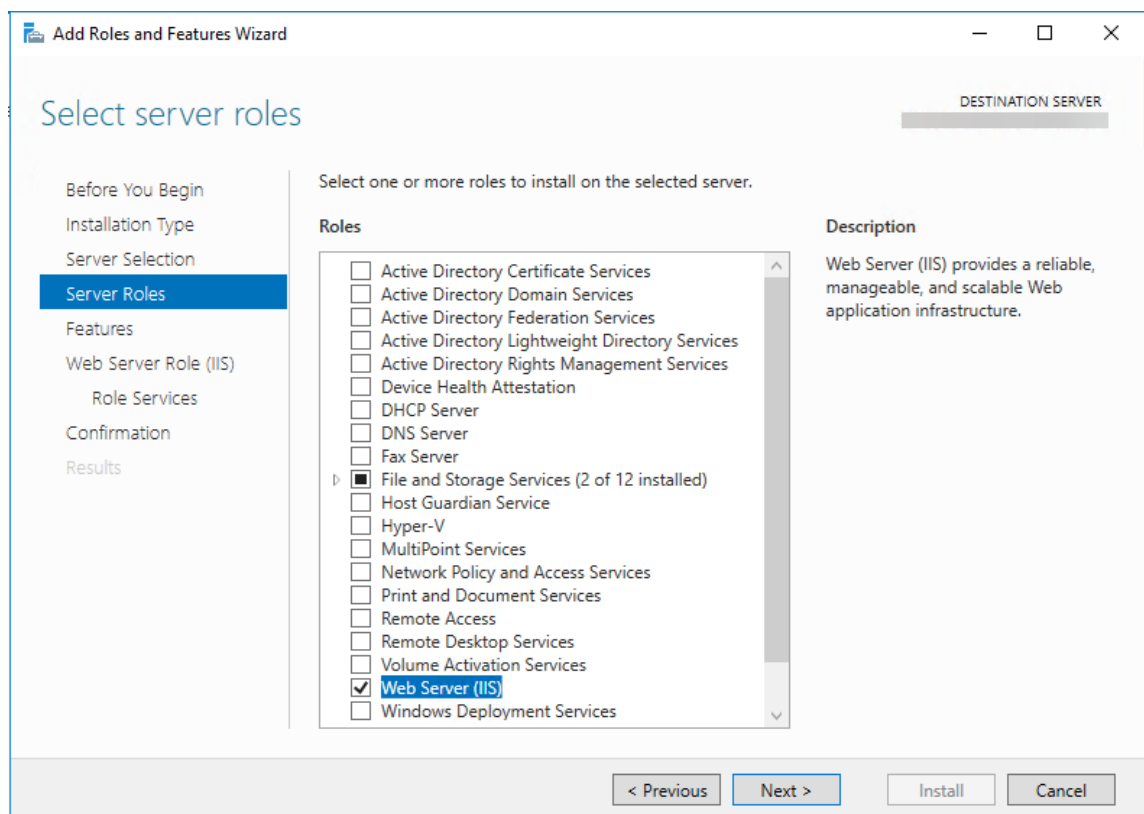 Add Roles and Features Wizard
Select server roles
DESTINATION SERVER
Before You Begin
Installation Type
Server Selection
Server Roles
Features
Web Server Role (IIS)
Role Services
Confirmation
Results
Select one or more roles to install on the selected server.
Roles
Active Directory Certificate Services
Active Directory Domain Services
Active Directory Federation Services
Active Directory Lightweight Directory Services
Active Directory Rights Management Services
Device Health Attestation
DHCP Server
DNS Server
Fax Server
File and Storage Services (2 of 12 installed)
Host Guardian Service
Hyper-V
MultiPoint Services
Network Policy and Access Services
Print and Document Services
Remote Access
Remote Desktop Services
Volume Activation Services
Web Server (IIS)
Windows Deployment Services
Description
Web Server (IIS) provides a reliable,
manageable, and scalable Web
application infrastructure.
< Previous
Next >
Install
Cancel